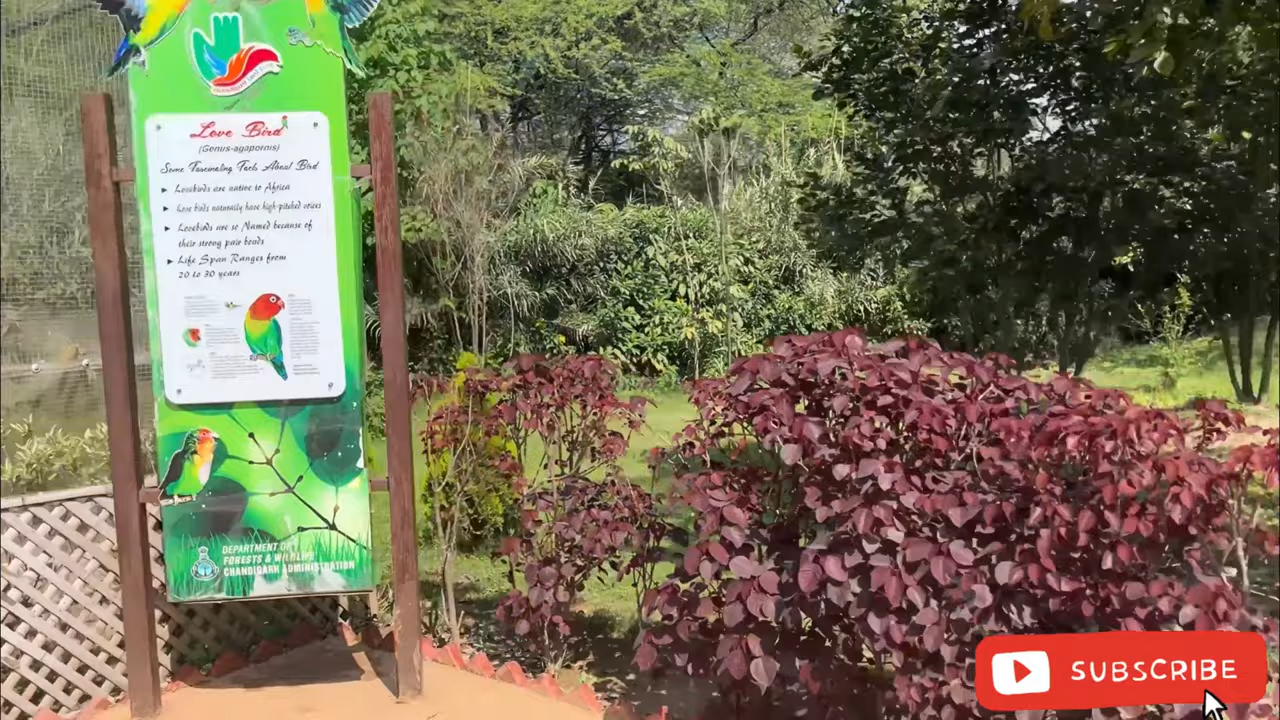 Love Bird
(Genus-agapornis)
Some Fascinating Facts About Bird
Lovebirds are native to Africa
Love birds naturally have high-pitched voices
Lovebirds are so Named because of
their strong pair bonds
Life Span Ranges from
20 to 30 years
DEPARTMENT OF
FORESTS & WILDLIFE
CHANDIGARH ADMINISTRATION
SUBSCRIBE